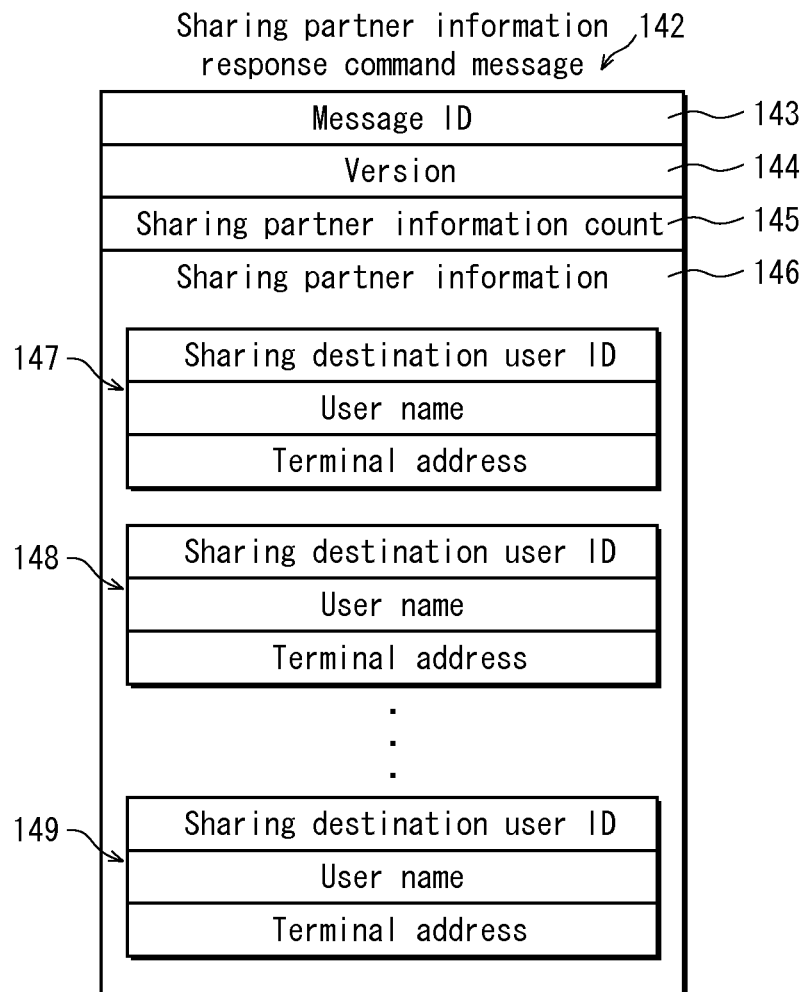 Sharing partner information
response command message
142
Message ID
143
Version
144
Sharing partner information count
145
Sharing partner information
146
147
Sharing destination user ID
User name
Terminal address
148
Sharing destination user ID
User name
Terminal address
149
Sharing destination user ID
User name
Terminal address